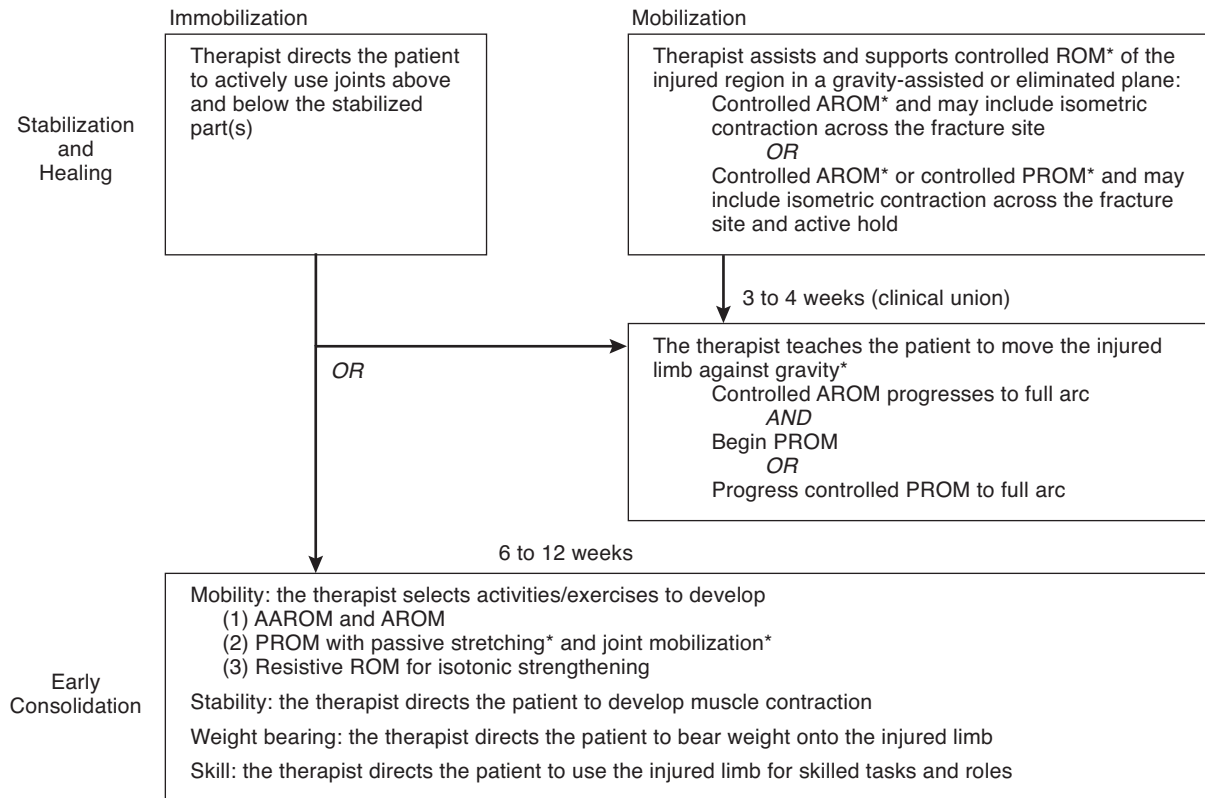 Immobilization
Mobilization
Stabilization
and
Healing
Therapist directs the patient
to actively use joints above
and below the stabilized
part(s)
Therapist assists and supports controlled ROM* of the
injured region in a gravity-assisted or eliminated plane:
Controlled AROM* and may include isometric
contraction across the fracture site
OR
Controlled AROM* or controlled PROM* and may
include isometric contraction across the fracture
site and active hold
3 to 4 weeks (clinical union)
OR
The therapist teaches the patient to move the injured
limb against gravity*
Controlled AROM progresses to full arc
AND
Begin PROM
OR
Progress controlled PROM to full arc
6 to 12 weeks
Early
Consolidation
Mobility: the therapist selects activities/exercises to develop
(1) AAROM and AROM
(2) PROM with passive stretching* and joint mobilization*
(3) Resistive ROM for isotonic strengthening
Stability: the therapist directs the patient to develop muscle contraction
Weight bearing: the therapist directs the patient to bear weight onto the injured limb
Skill: the therapist directs the patient to use the injured limb for skilled tasks and roles